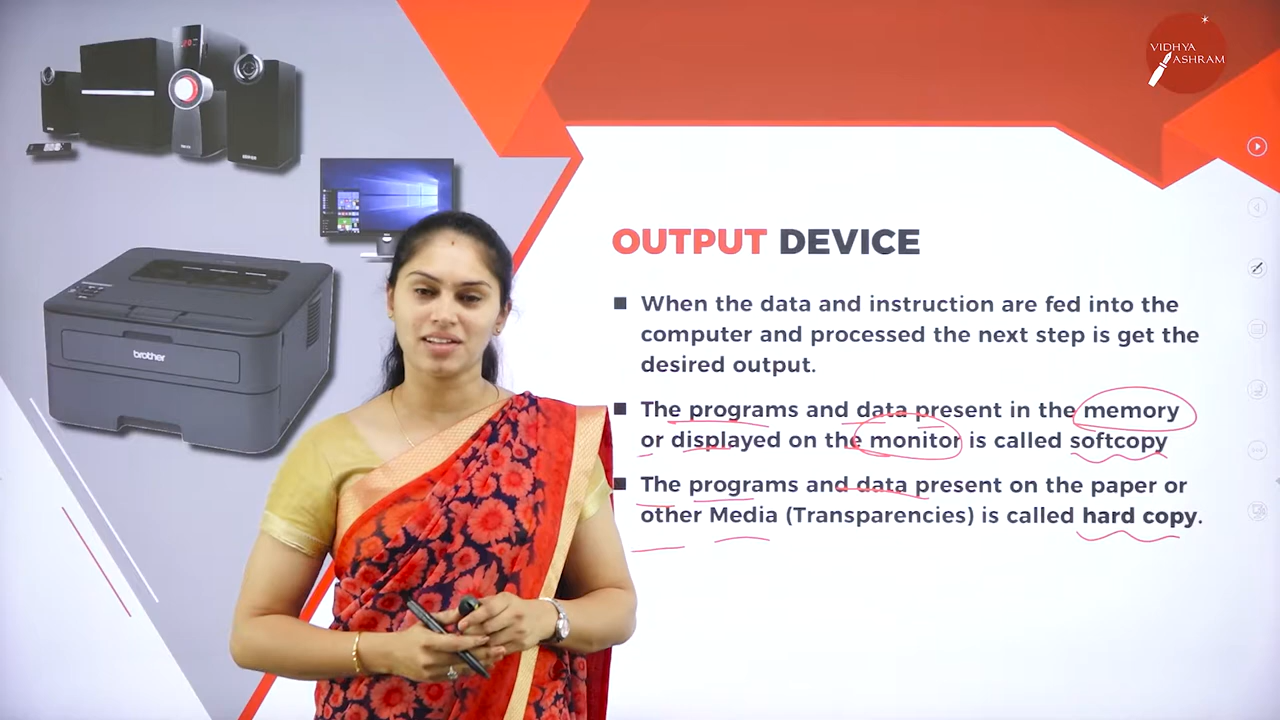 VIDHYA
ASHRAM
OUTPUT DEVICE
When the data and instruction are fed into the
computer and processed the next step is get the
desired output.
The programs and data present in the memory
or displayed on the monitor is called softcopy
The programs and data present on the paper or
other Media (Transparencies) is called hard copy.
brother